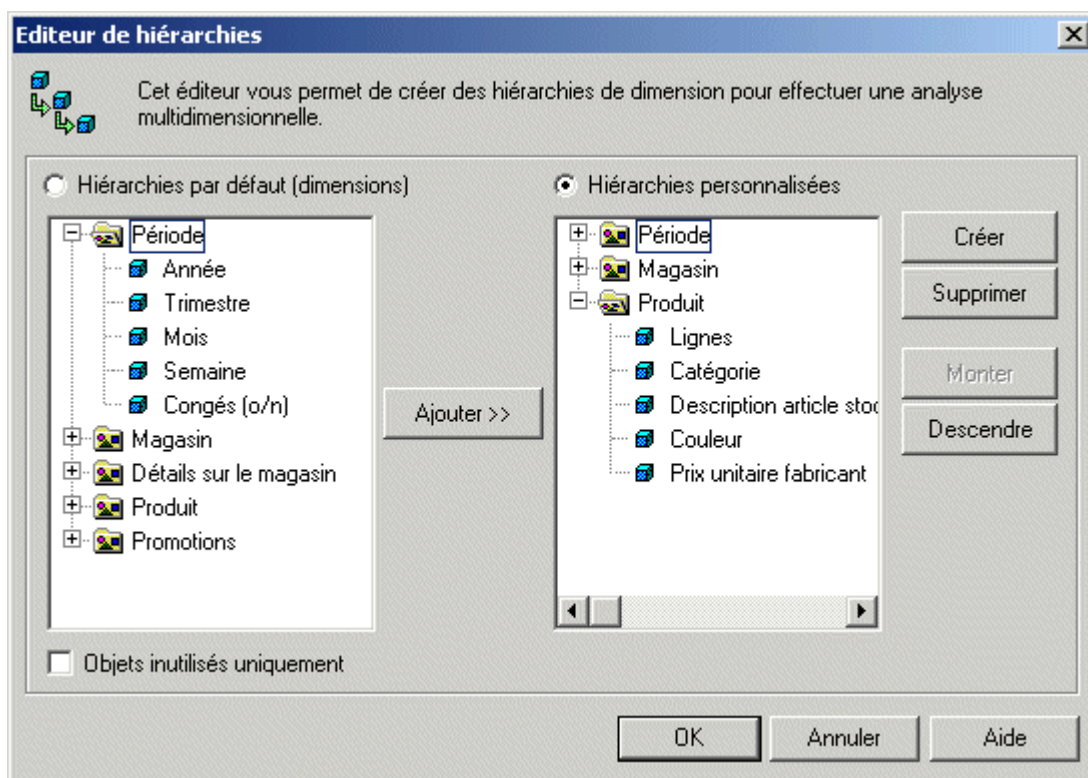 Editeur de hiérarchies
Cet éditeur vous permet de créer des hiérarchies de dimension pour effectuer une analyse
multidimensionnelle.
Hiérarchies par défaut (dimensions)
Période
Année
Trimestre
Mois
Semaine
Congés (o/n)
Magasin
Détails sur le magasin
Produit
Promotions
Objets inutilisés uniquement
Ajouter >>
Hiérarchies personnalisées
Période
Magasin
Produit
Lignes
Catégorie
Description article stoc
Couleur
Prix unitaire fabricant
Créer
Supprimer
Monter
Descendre
OK
Annuler
Aide